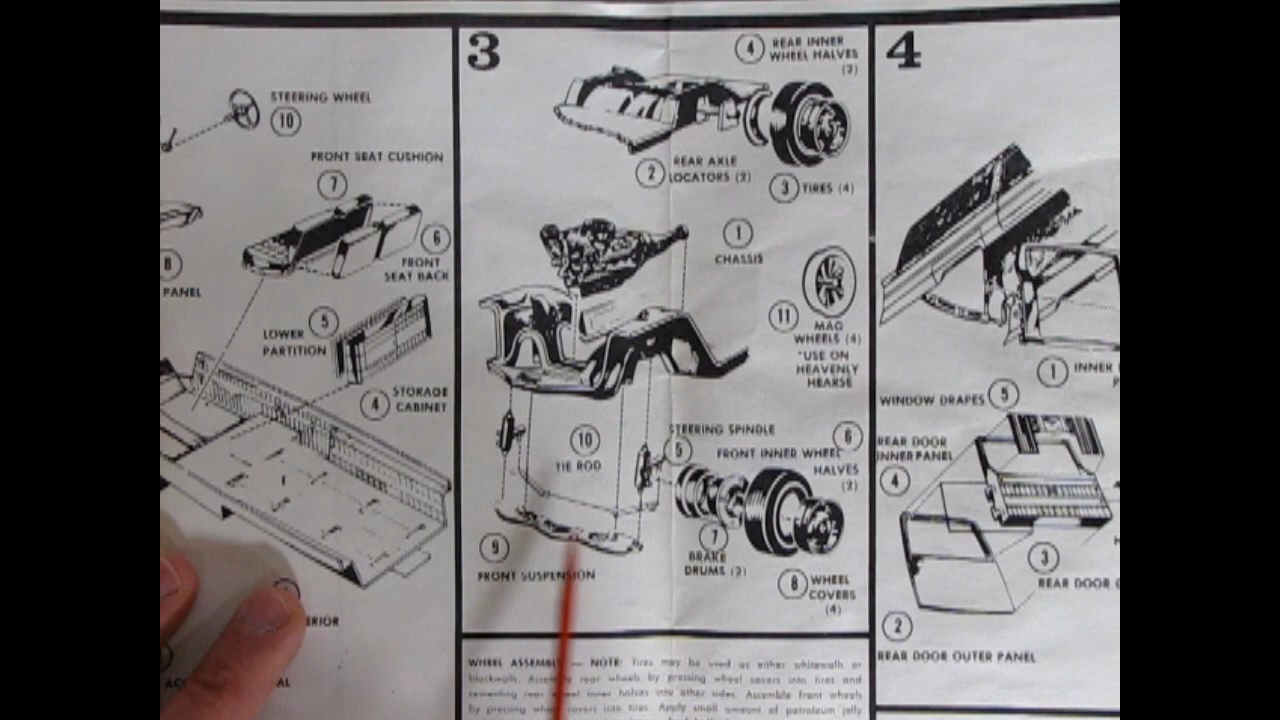 STEERING WHEEL
10
FRONT SEAT CUSHION
7
6
FRONT
SEAT BACK
8
PANEL
5
LOWER
PARTITION
4
STORAGE
CABINET
3
4
REAR INNER
WHEEL HALVES
(2)
2
REAR AXLE
LOCATORS (2)
3
TIRES (4)
1
CHASSIS
11
MAG
WHEELS (4)
"USE ON
HEAVENLY
HEARSE
10
TIE ROD
STEERING SPINDLE
5
6
FRONT INNER WHEEL
HALVES
(2)
7
BRAKE
DRUMS (2)
8
WHEEL
COVERS
(4)
9
FRONT SUSPENSION
WHEEL ASSEMBLY — NOTE: Tires may be used as either whitewalls or
blackwalls. Assemble rear wheels by pressing wheel covers into tires and
cementing rear wheel inner halves into other sides. Assemble front wheels
by pressing wheel covers into tires. Apply small amount of petroleum jelly
4
1
INNER
WINDOW DRAPES
5
REAR DOOR
INNER PANEL
4
3
REAR DOOR
2
REAR DOOR OUTER PANEL